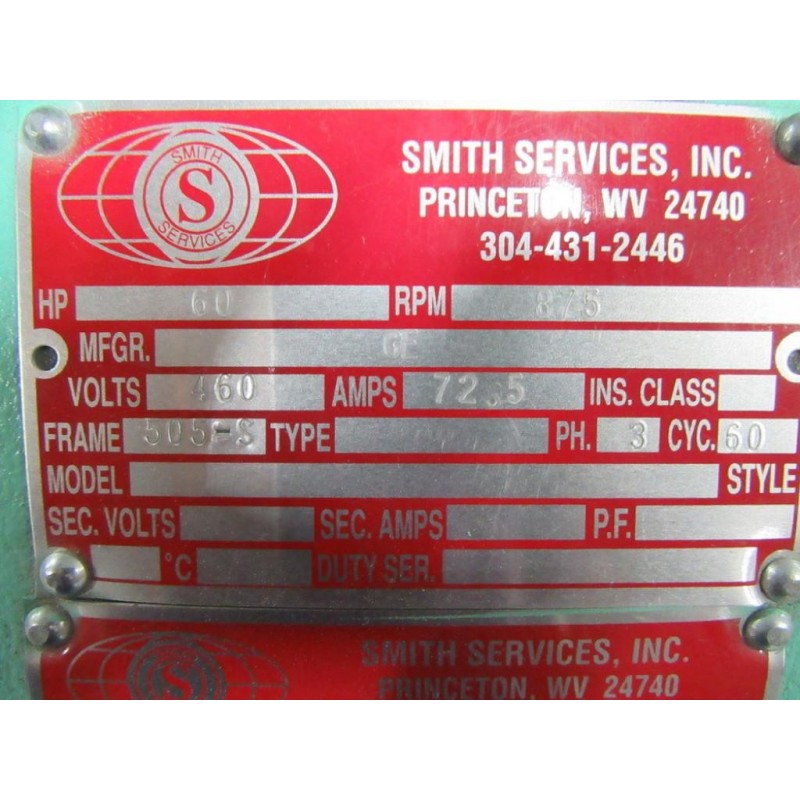 SMITH
S
SERVICES
SMITH SERVICES, INC.
PRINCETON, WV 24740
304-431-2446
HP 60 RPM 875
MFGR. GE
VOLTS 460 AMPS 72.5 INS. CLASS
FRAME 505-S TYPE PH. 3 CYC. 60
MODEL STYLE
SEC. VOLTS SEC. AMPS P.F.
°C DUTY SER.
SMITH
S
SMITH SERVICES, INC.
PRINCETON, WV 24740